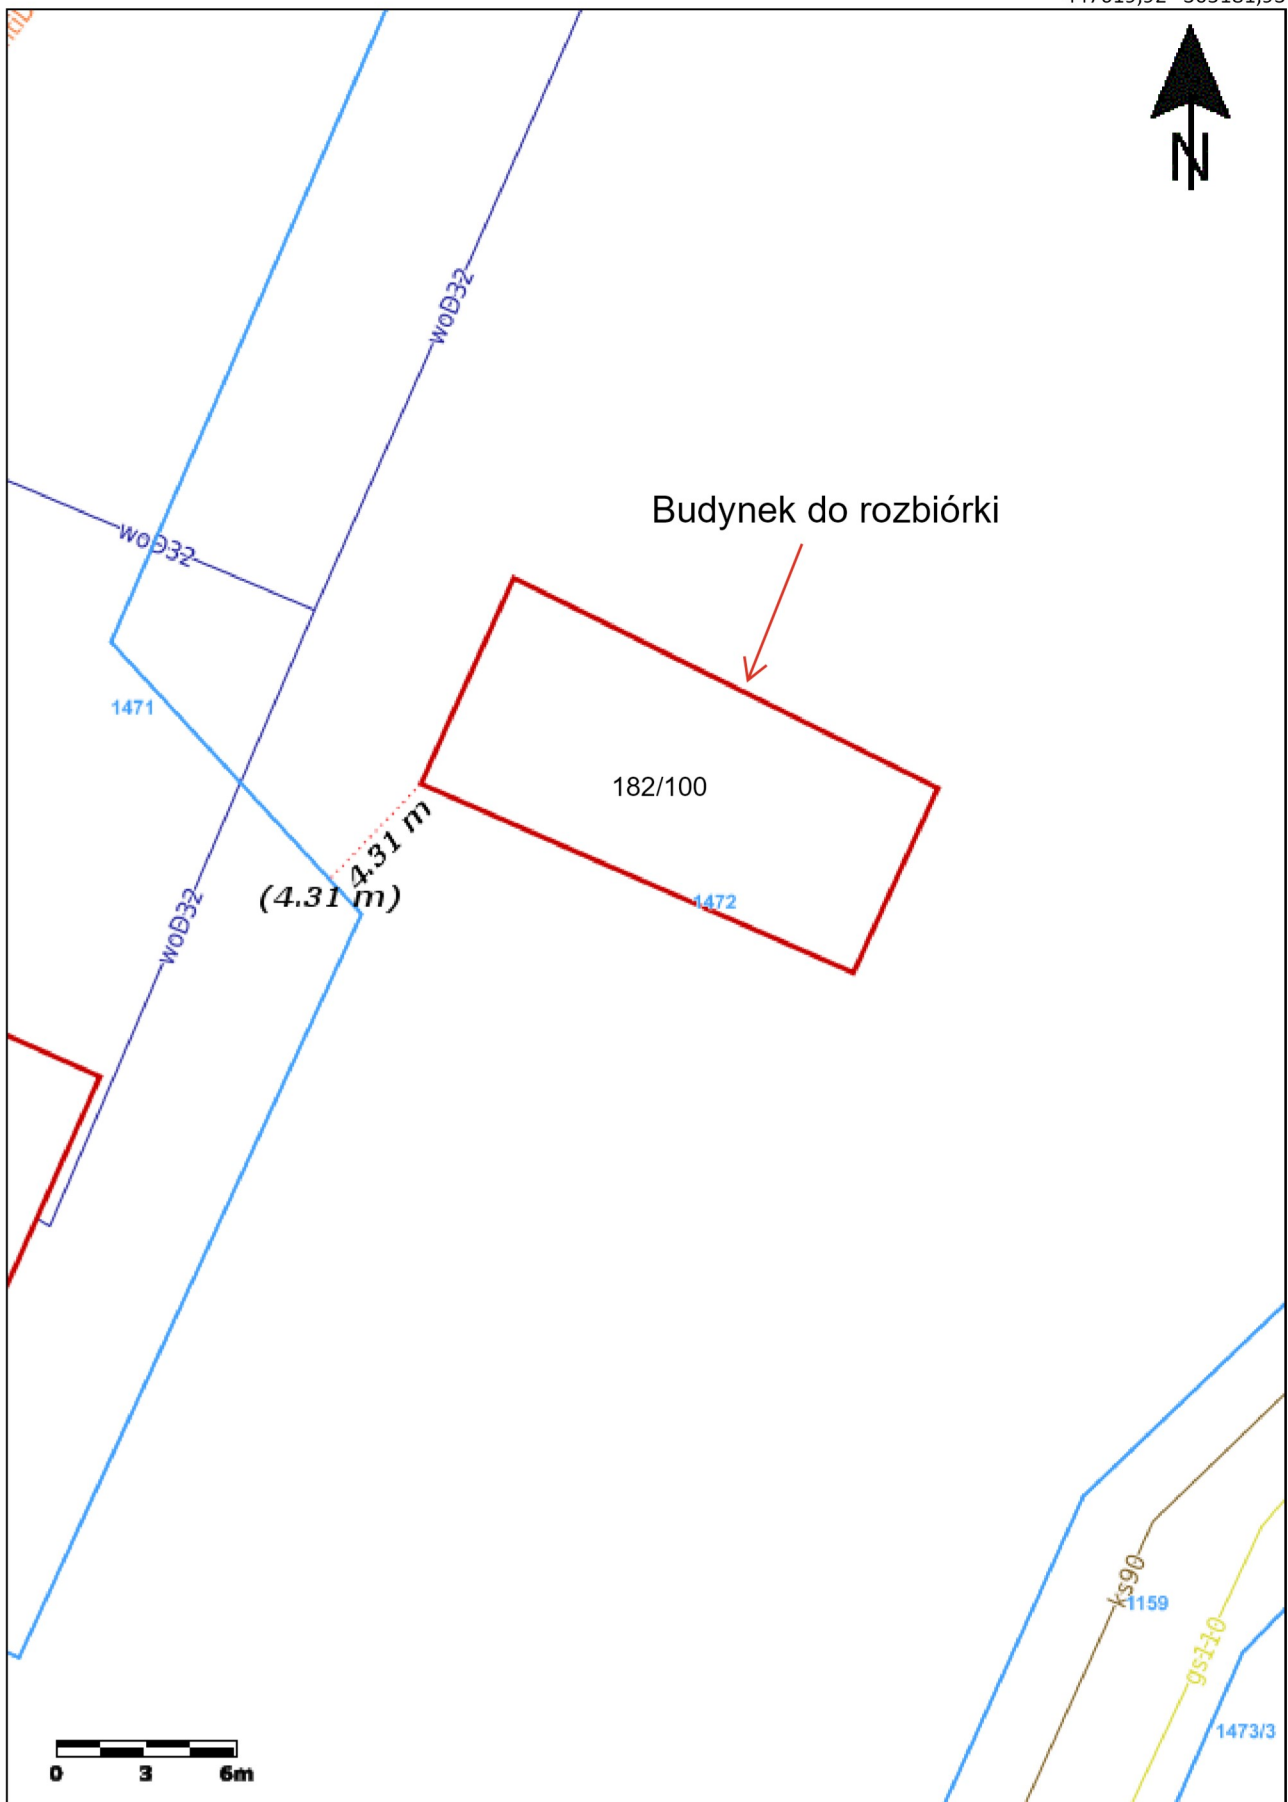 N
woD32
Budynek do rozbiórki
woD32
1471
182/100
4.31 m
(4.31 m)
1472
woD32
ks90
1159
gs110
1473/3
0 3 6m